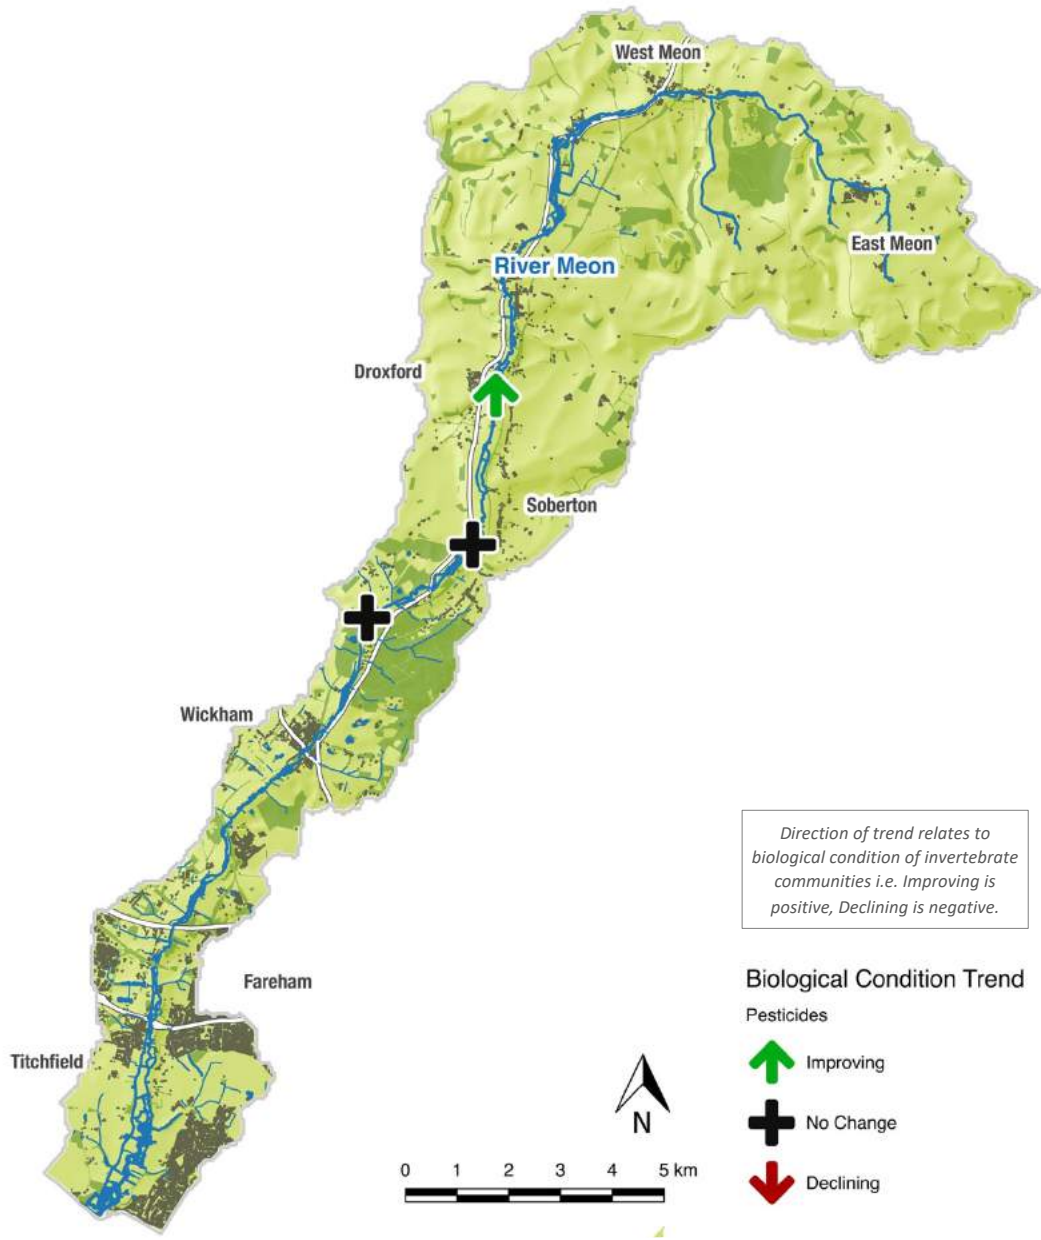 West Meon
East Meon
River Meon
Droxford
Soberton
Wickham
Direction of trend relates to
biological condition of invertebrate
communities i.e. Improving is
positive, Declining is negative.
Fareham
Biological Condition Trend
Pesticides
Titchfield
Improving
N
No Change
0 1 2 3 4 5 km
Declining